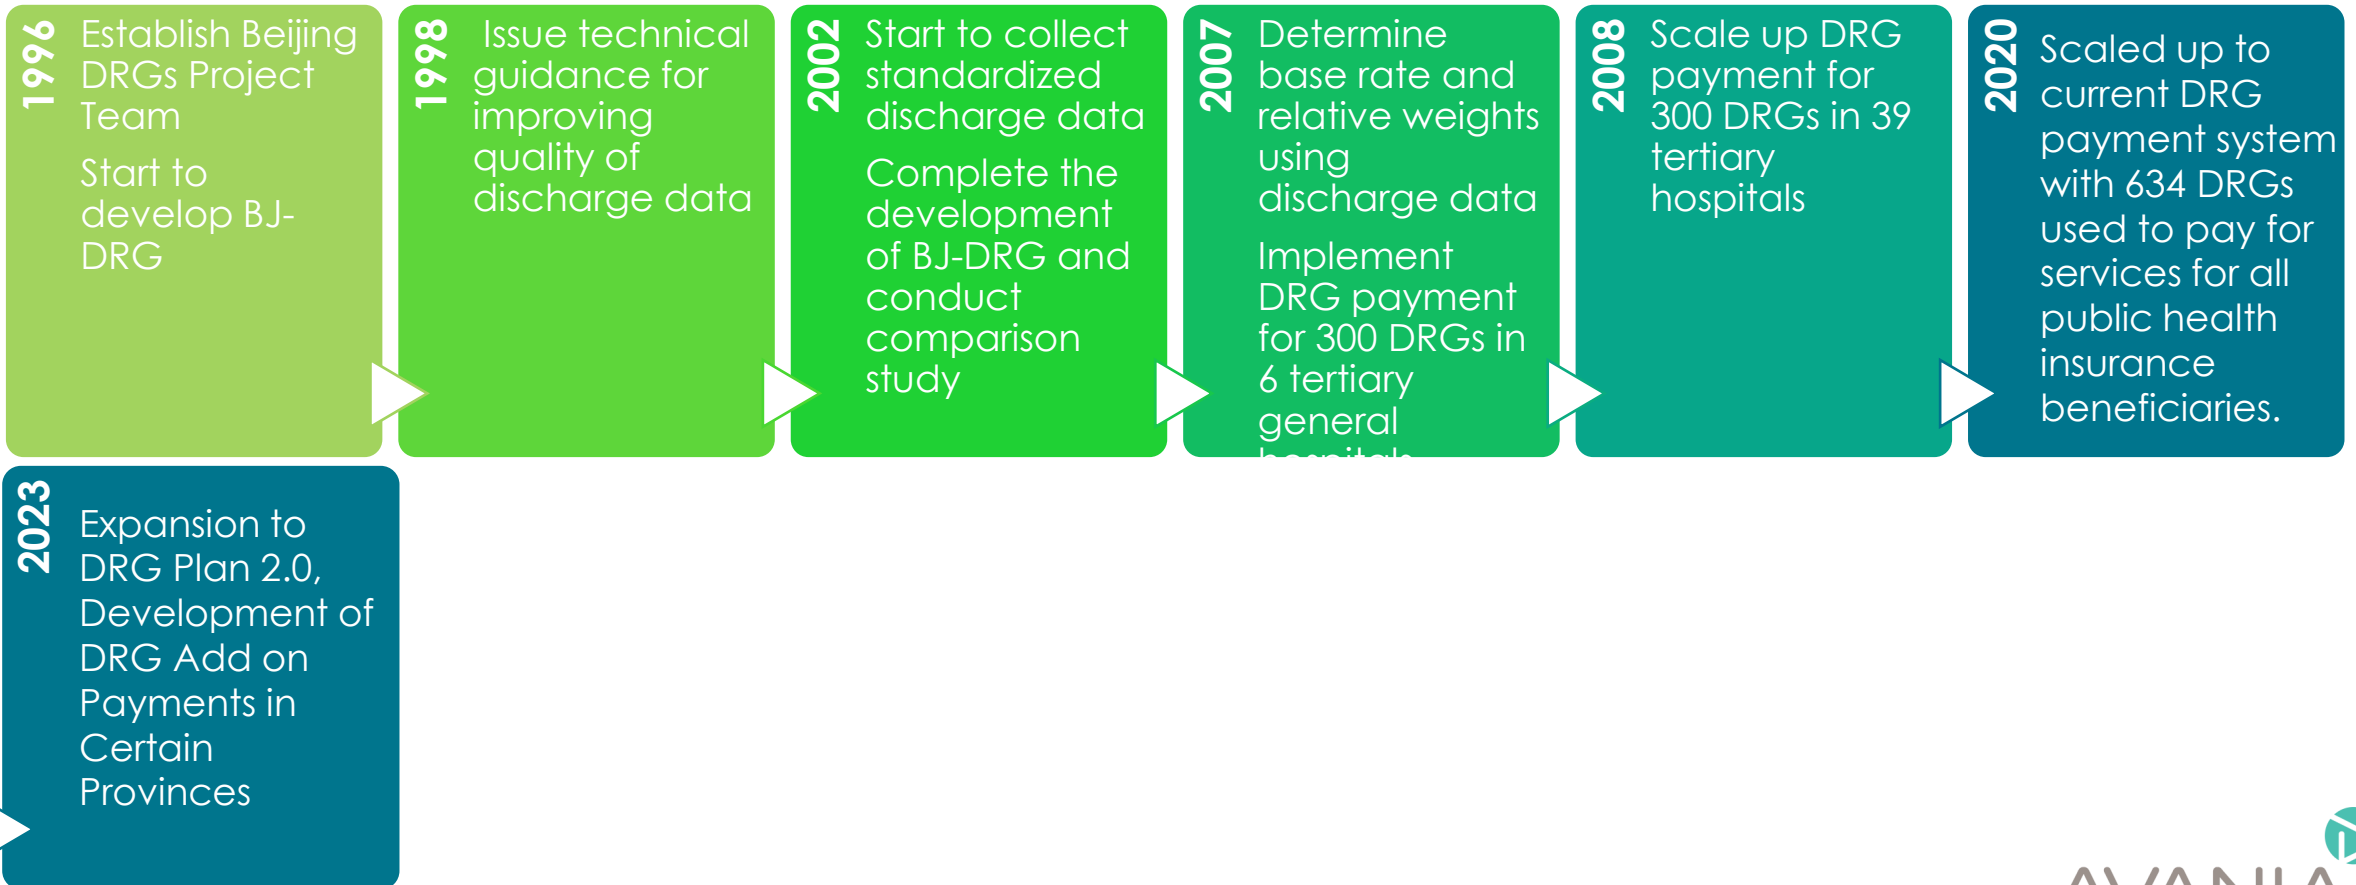 1996
Establish Beijing
DRGs Project
Team
Start to
develop BJ-
DRG
1998
Issue technical
guidance for
improving
quality of
discharge data
2002
Start to collect
standardized
discharge data
Complete the
development
of BJ-DRG and
conduct
comparison
study
2007
Determine
base rate and
relative weights
using
discharge data
Implement
DRG payment
for 300 DRGs in
6 tertiary
general
hospitals
2008
Scale up DRG
payment for
300 DRGs in 39
tertiary
hospitals
2020
Scaled up to
current DRG
payment system
with 634 DRGs
used to pay for
services for all
public health
insurance
beneficiaries.
2023
Expansion to
DRG Plan 2.0,
Development of
DRG Add on
Payments in
Certain
Provinces
AVANIA